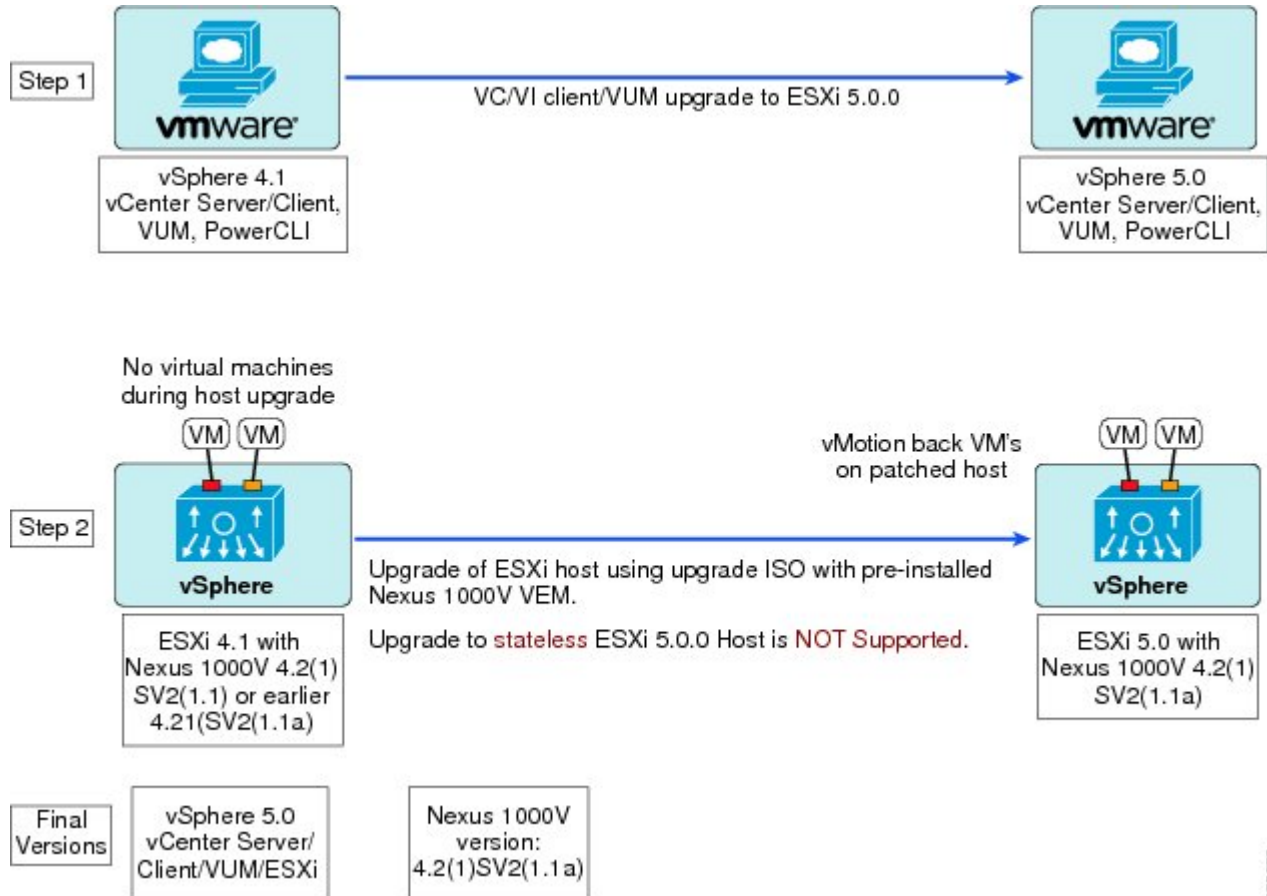 Step 1
vmware
VC/VI client/VUM upgrade to ESXi 5.0.0
vmware
vSphere 4.1
vCenter Server/Client,
VUM, PowerCLI
vSphere 5.0
vCenter Server/Client,
VUM, PowerCLI
No virtual machines
during host upgrade
VM VM
vMotion back VM's
on patched host
VM VM
Step 2
vSphere
Upgrade of ESXi host using upgrade ISO with pre-installed
Nexus 1000V VEM.
Upgrade to stateless ESXi 5.0.0 Host is NOT Supported.
vSphere
ESXi 4.1 with
Nexus 1000V 4.2(1)
SV2(1.1) or earlier
4.21(SV2(1.1a)
ESXi 5.0 with
Nexus 1000V 4.2(1)
SV2(1.1a)
Final
Versions
vSphere 5.0
vCenter Server/
Client/VUM/ESXi
Nexus 1000V
version:
4.2(1)SV2(1.1a)